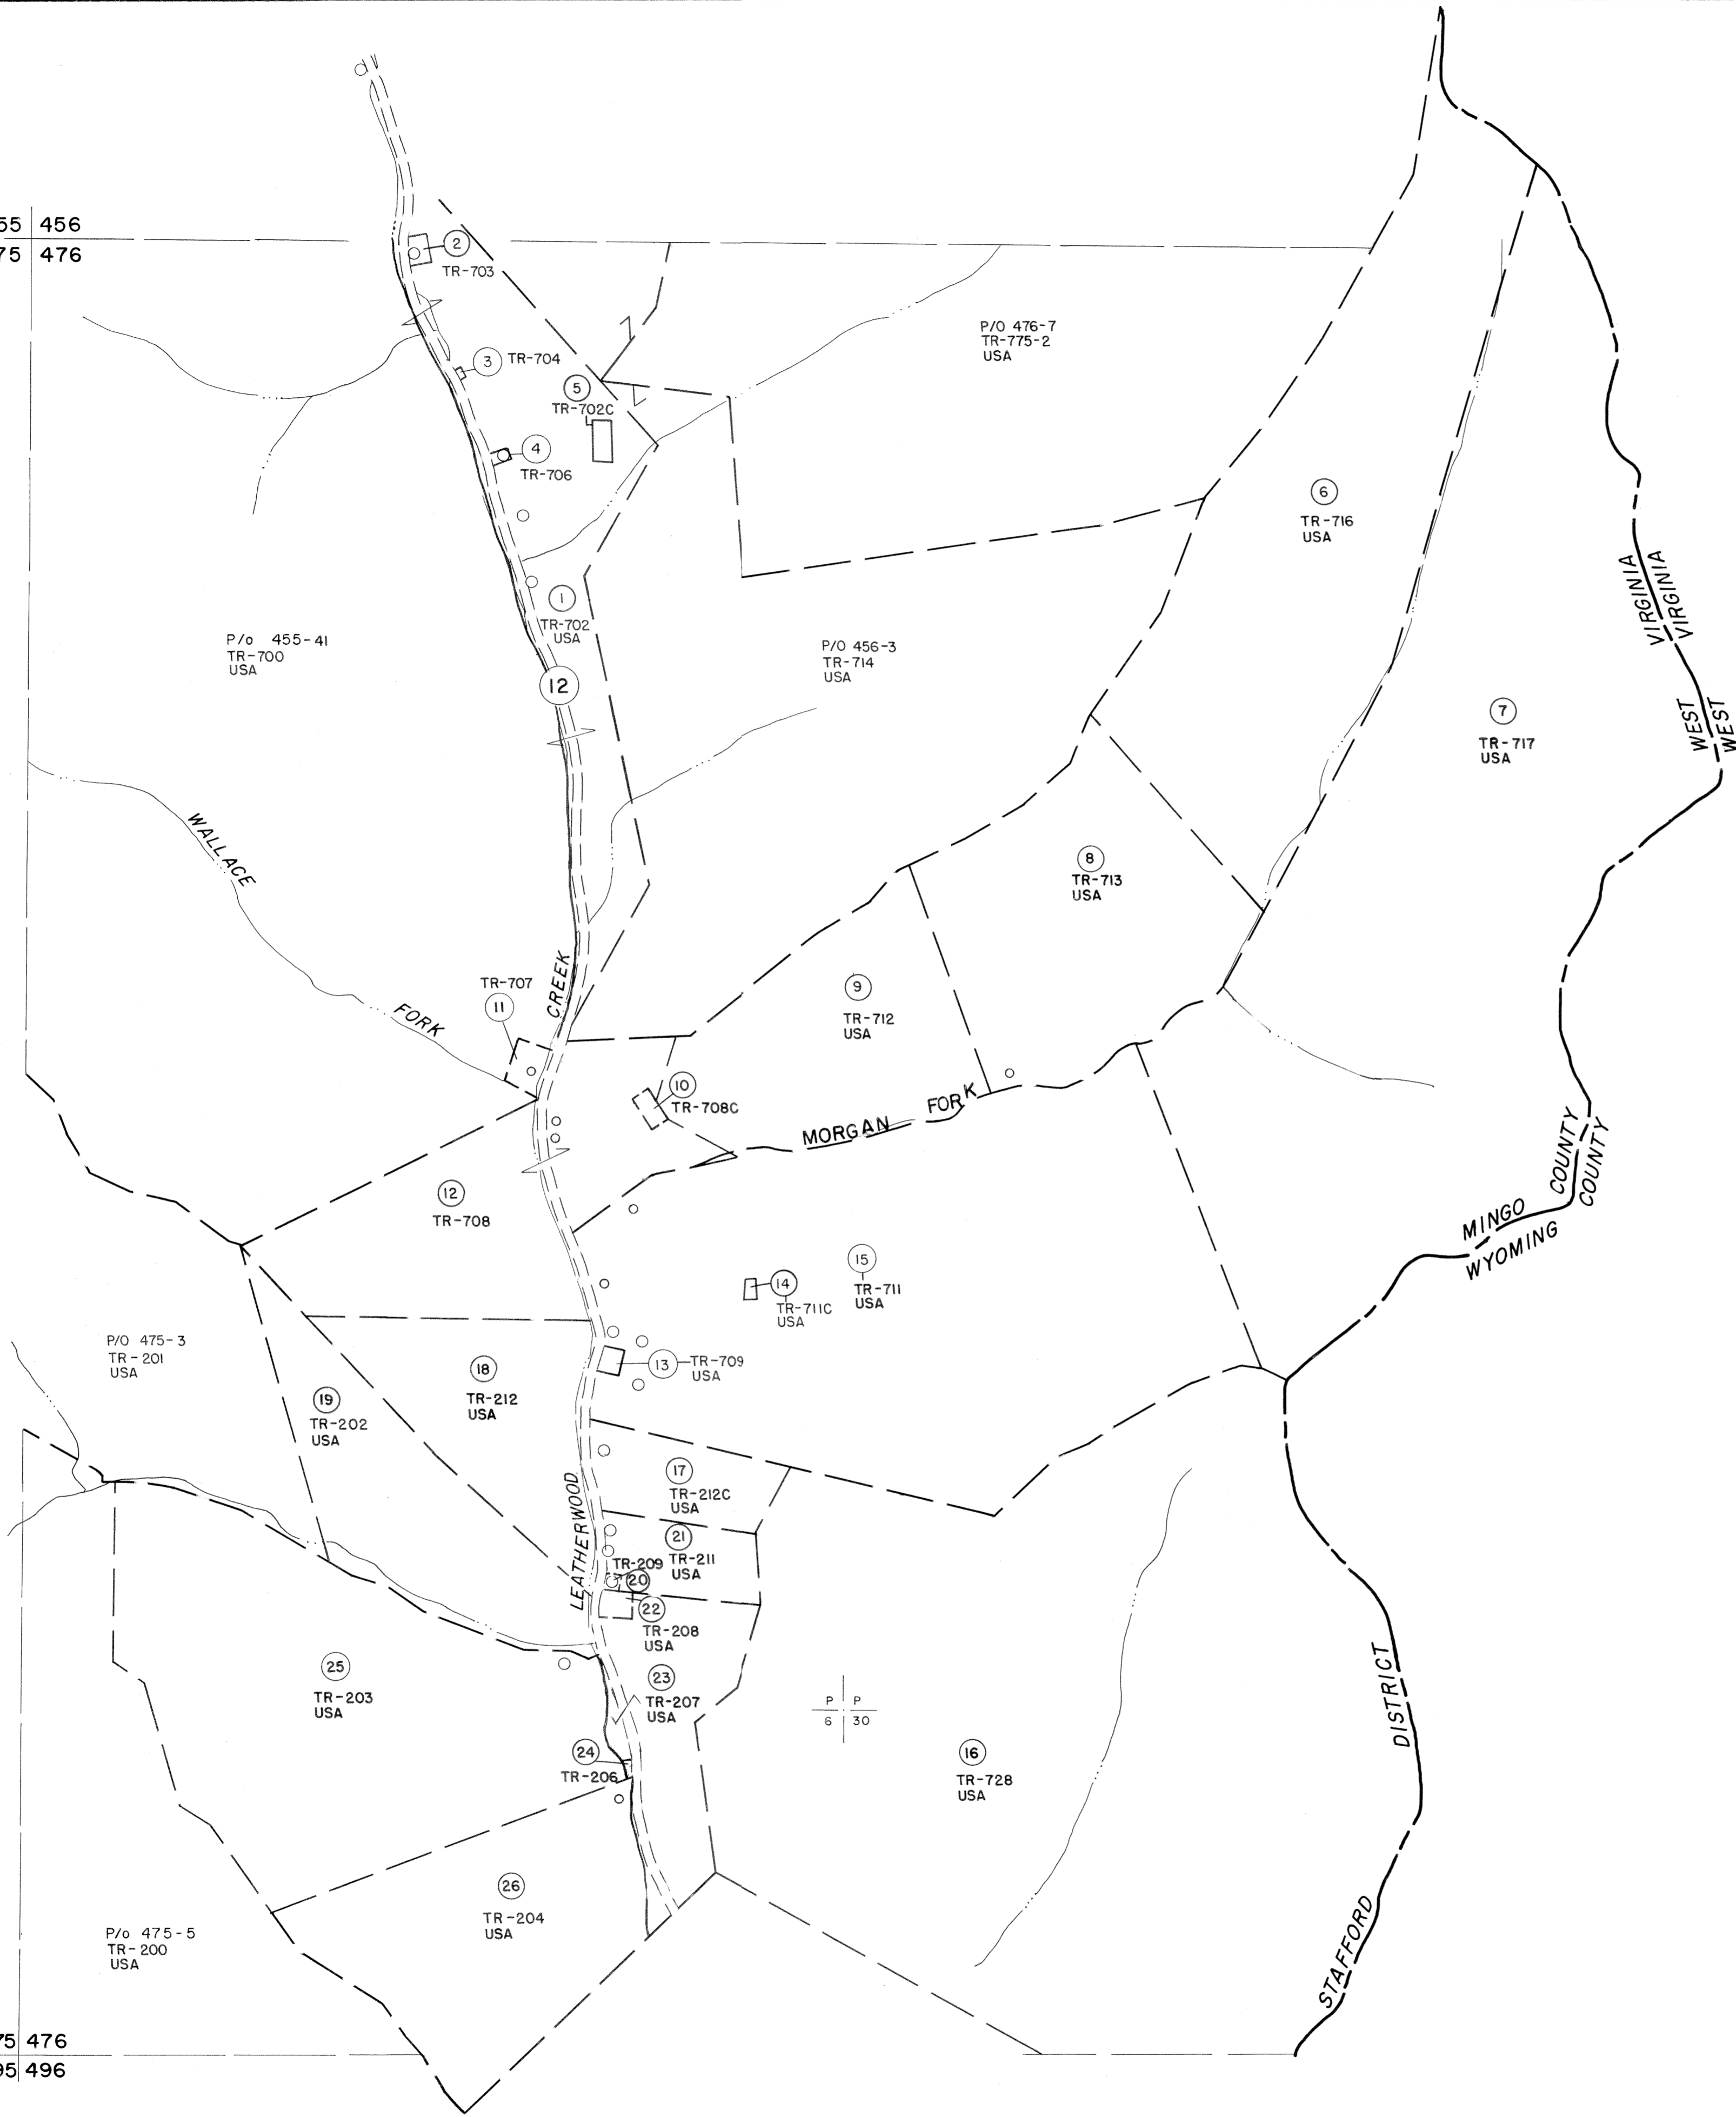 55 456
75 476
2
TR-703
3 TR-704
5
TR-702C
4
TR-706
P/O 476-7
TR-775-2
USA
6
TR-716
USA
1
TR-702
USA
12
P/o 455-41
TR-700
USA
P/O 456-3
TR-714
USA
WEST VIRGINIA
WEST VIRGINIA
7
TR-717
USA
WALLACE FORK
8
TR-713
USA
CREEK
TR-707
11
9
TR-712
USA
10
TR-708C
MORGAN FORK
MINGO COUNTY
WYOMING COUNTY
12
TR-708
15
TR-711
USA
14
TR-711C
USA
P/O 475-3
TR-201
USA
13 TR-709
USA
18
TR-212
USA
19
TR-202
USA
LEATHERWOOD
17
TR-212C
USA
21
TR-211
USA
TR-209
20
22
TR-208
USA
23
TR-207
USA
25
TR-203
USA
P P
6 30
24
TR-206
16
TR-728
USA
STAFFORD DISTRICT
26
TR-204
USA
P/o 475-5
TR-200
USA
75 476
95 496